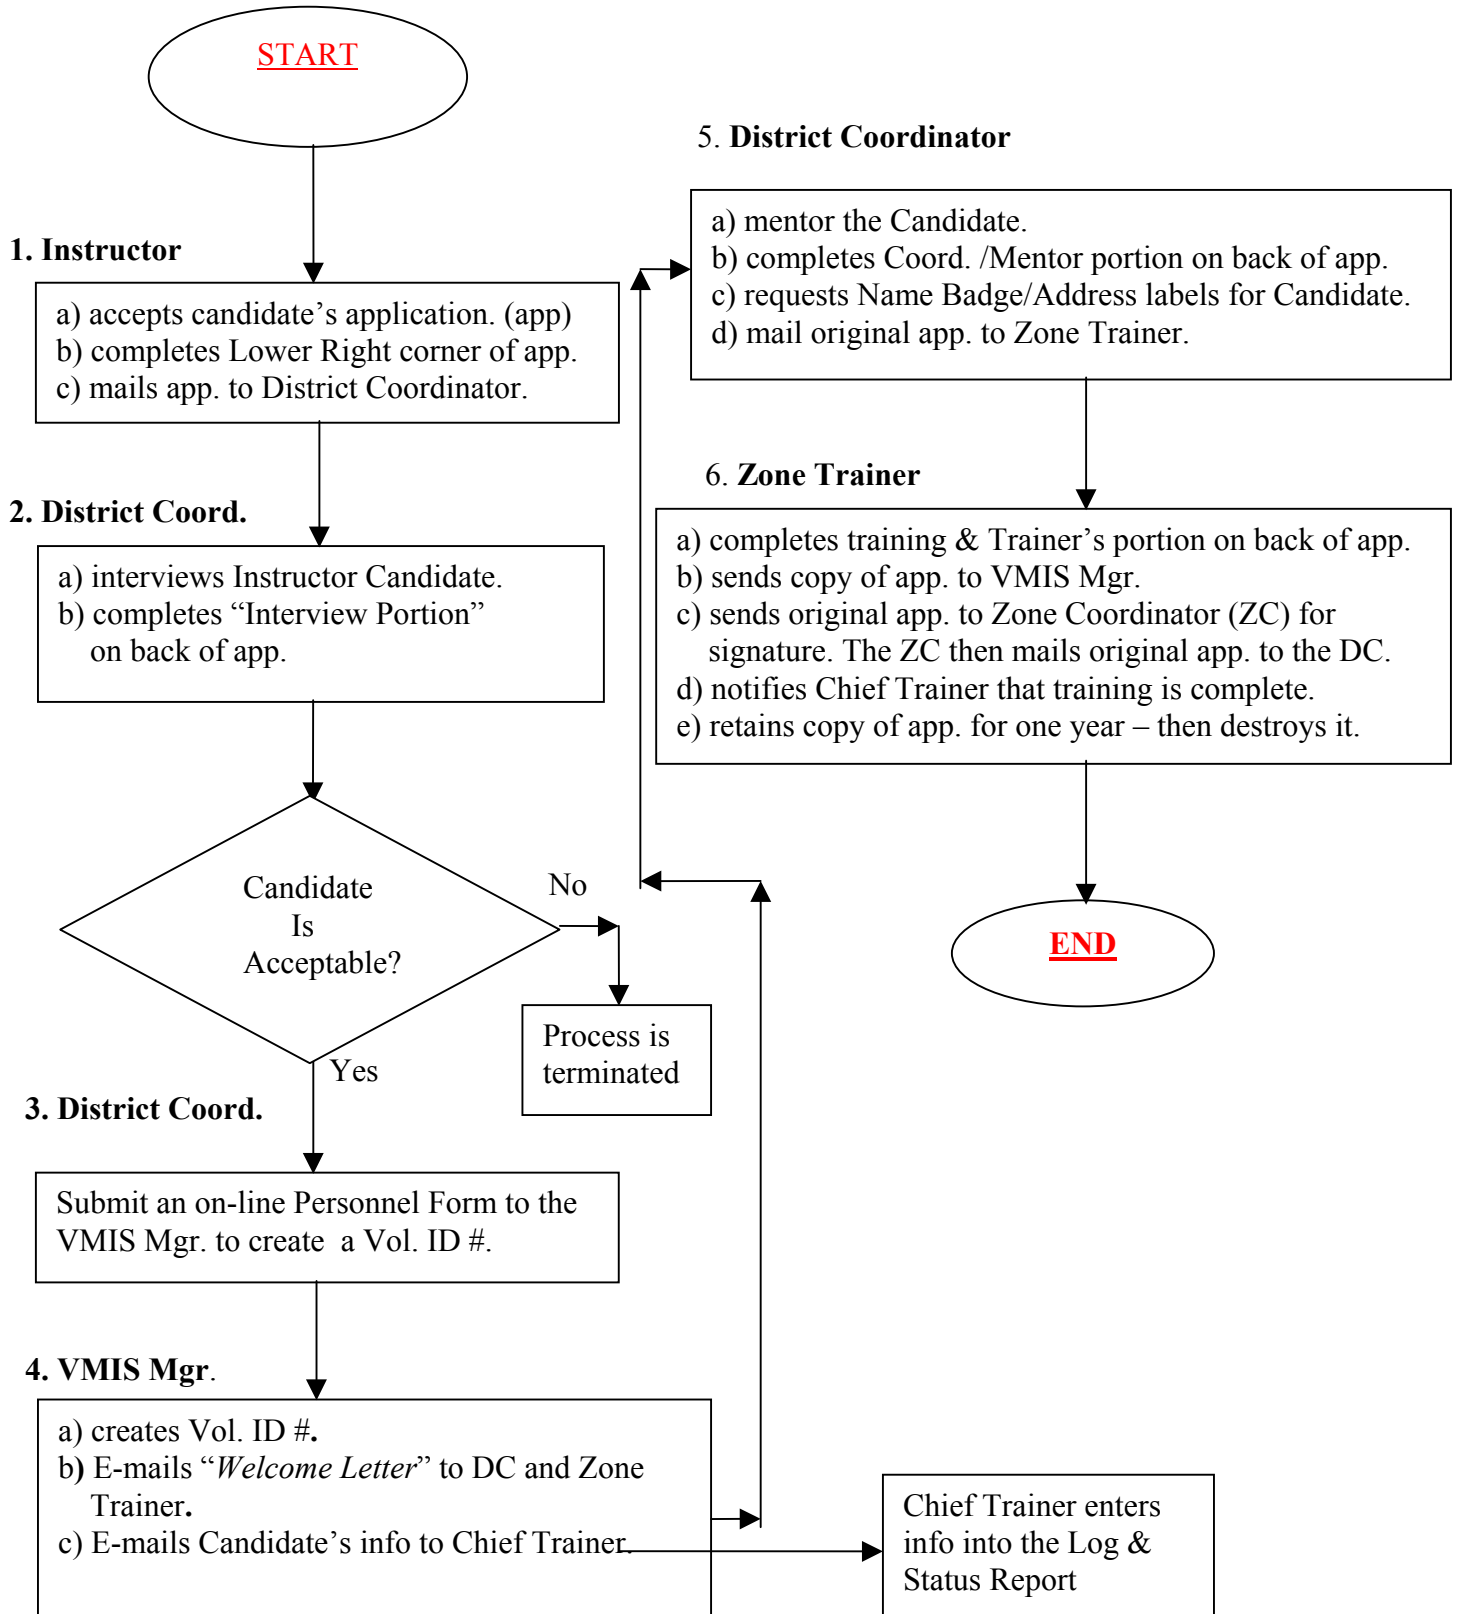 START
1. Instructor
a) accepts candidate’s application. (app)
b) completes Lower Right corner of app.
c) mails app. to District Coordinator.
2. District Coord.
a) interviews Instructor Candidate.
b) completes “Interview Portion”
on back of app.
Candidate
Is
Acceptable?
No
Process is
terminated
Yes
3. District Coord.
Submit an on-line Personnel Form to the
VMIS Mgr. to create a Vol. ID #.
4. VMIS Mgr.
a) creates Vol. ID #.
b) E-mails “Welcome Letter” to DC and Zone
Trainer.
c) E-mails Candidate’s info to Chief Trainer.
Chief Trainer enters
info into the Log &
Status Report
5. District Coordinator
a) mentor the Candidate.
b) completes Coord. /Mentor portion on back of app.
c) requests Name Badge/Address labels for Candidate.
d) mail original app. to Zone Trainer.
6. Zone Trainer
a) completes training & Trainer’s portion on back of app.
b) sends copy of app. to VMIS Mgr.
c) sends original app. to Zone Coordinator (ZC) for
signature. The ZC then mails original app. to the DC.
d) notifies Chief Trainer that training is complete.
e) retains copy of app. for one year – then destroys it.
END